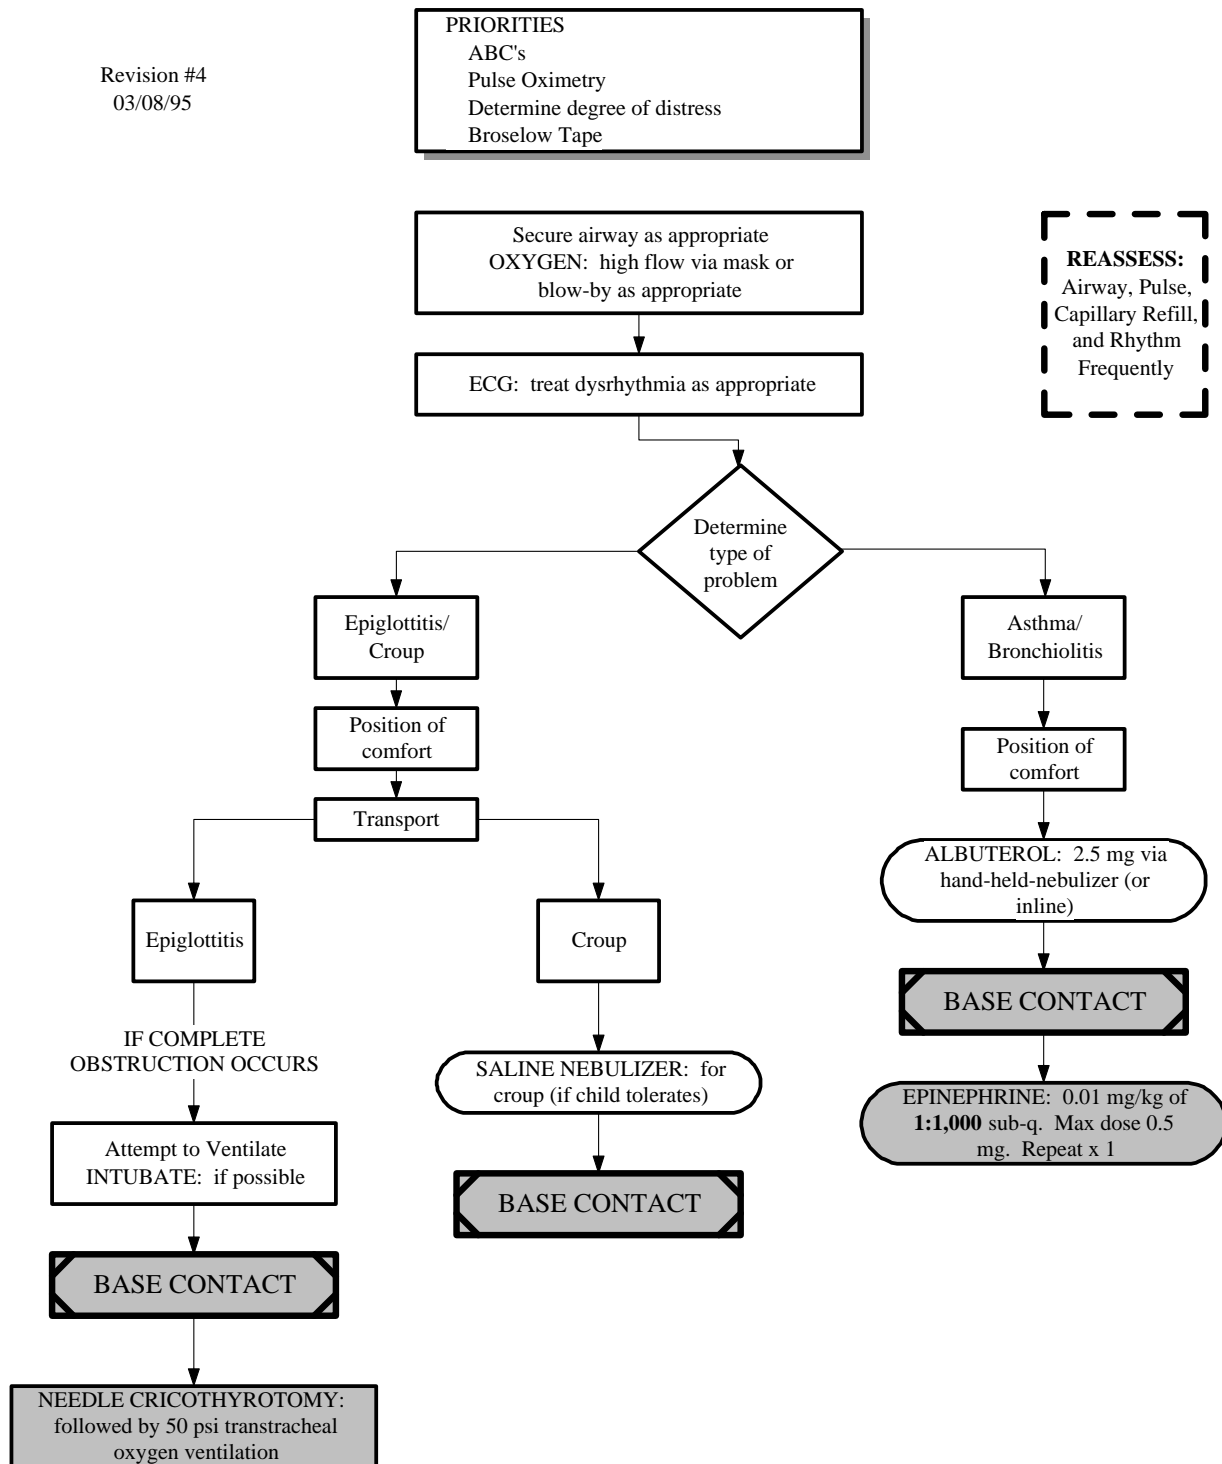 Revision #4
03/08/95
PRIORITIES
ABC's
Pulse Oximetry
Determine degree of distress
Broselow Tape
Secure airway as appropriate
OXYGEN:  high flow via mask or
blow-by as appropriate
REASSESS:
Airway, Pulse,
Capillary Refill,
and Rhythm
Frequently
ECG:  treat dysrhythmia as appropriate
Determine
type of
problem
Epiglottitis/
Croup
Position of
comfort
Transport
Epiglottitis
IF COMPLETE
OBSTRUCTION OCCURS
Attempt to Ventilate
INTUBATE:  if possible
BASE CONTACT
NEEDLE CRICOTHYROTOMY:
followed by 50 psi transtracheal
oxygen ventilation
Croup
SALINE NEBULIZER:  for
croup (if child tolerates)
BASE CONTACT
Asthma/
Bronchiolitis
Position of
comfort
ALBUTEROL:  2.5 mg via
hand-held-nebulizer (or
inline)
BASE CONTACT
EPINEPHRINE:  0.01 mg/kg of
1:1,000 sub-q.  Max dose 0.5
mg.  Repeat x 1